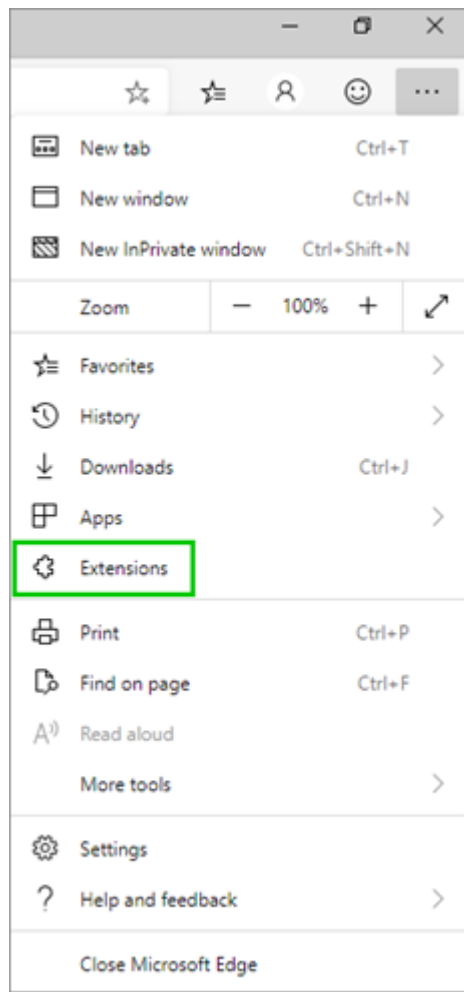 New tab Ctrl+T
New window Ctrl+N
New InPrivate window Ctrl+Shift+N
Zoom — 100% +
Favorites
History
Downloads Ctrl+J
Apps
Extensions
Print Ctrl+P
Find on page Ctrl+F
Read aloud
More tools
Settings
Help and feedback
Close Microsoft Edge